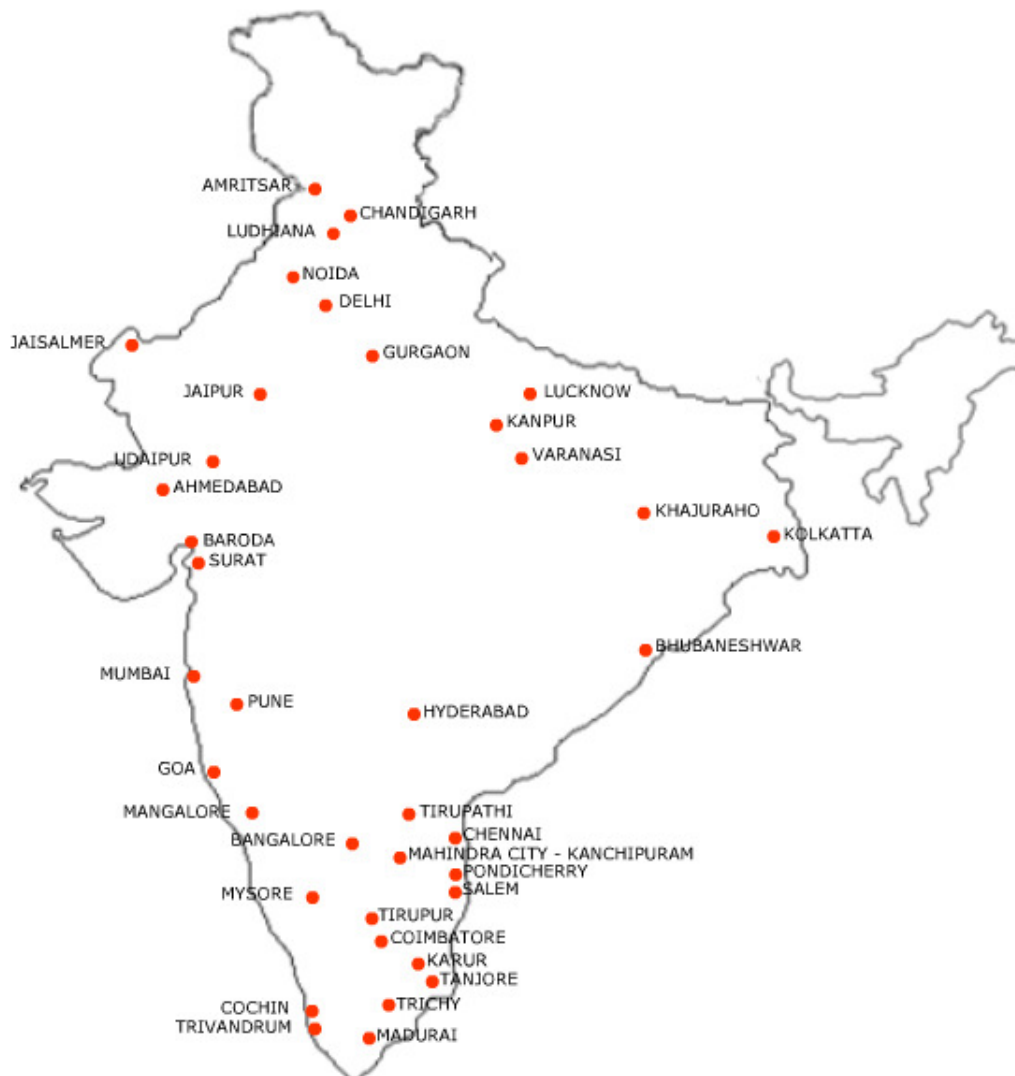 AMRITSAR
CHANDIGARH
LUDHIANA
NOIDA
DELHI
JAISALMER
GURGAON
JAIPUR
LUCKNOW
KANPUR
UDAIPUR
VARANASI
AHMEDABAD
KHAJURAHO
KOLKATTA
BARODA
SURAT
BHUBANESHWAR
MUMBAI
PUNE
HYDERABAD
GOA
MANGALORE
TIRUPATHI
BANGALORE
CHENNAI
MAHINDRA CITY - KANCHIPURAM
PONDICHERRY
MYSORE
SALEM
TIRUPUR
COIMBATORE
KARUR
TANJORE
COCHIN
TRICHY
TRIVANDRUM
MADURAI